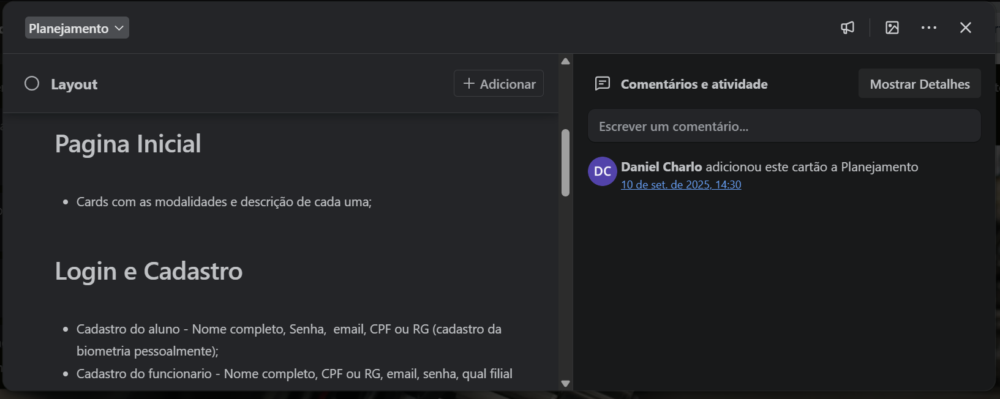 Planejamento
Layout
Adicionar
Pagina Inicial
Cards com as modalidades e descrição de cada uma;
Login e Cadastro
Cadastro do aluno - Nome completo, Senha,  email, CPF ou RG (cadastro da
biometria pessoalmente);
Cadastro do funcionario - Nome completo, CPF ou RG, email, senha, qual filial
Comentários e atividade
Mostrar Detalhes
Escrever um comentário...
DC
Daniel Charlo adicionou este cartão a Planejamento
10 de set. de 2025, 14:30